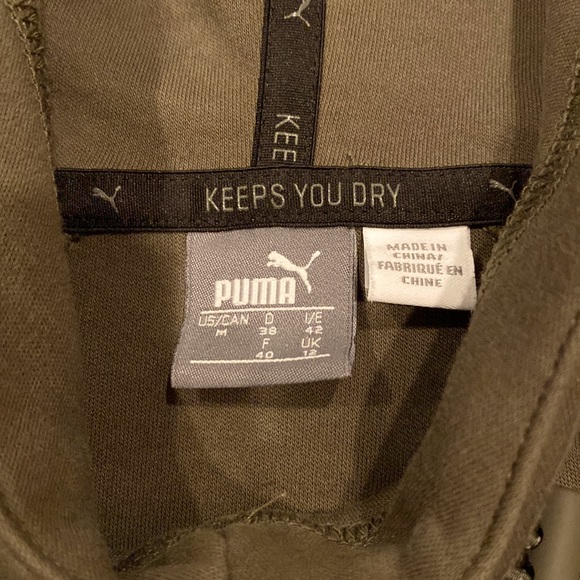 KEE
KEEPS YOU DRY
PUMA
US/CAN D I/E
M 38 42
F UK
40 12
MADE IN
CHINA/
FABRIQUÉ EN
CHINE